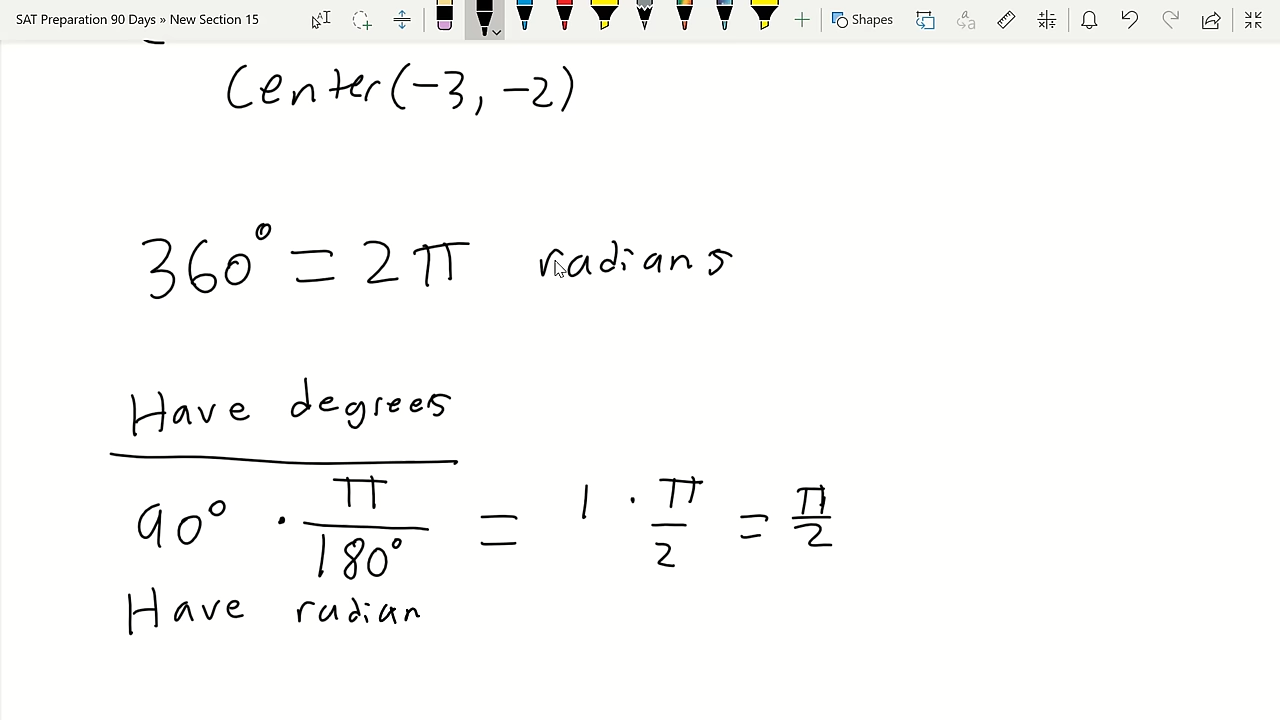 SAT Preparation 90 Days » New Section 15
Shapes
Center(-3, -2)
360° = 2π radians
Have degrees
90° · π/180° = 1 · π/2 = π/2
Have radian